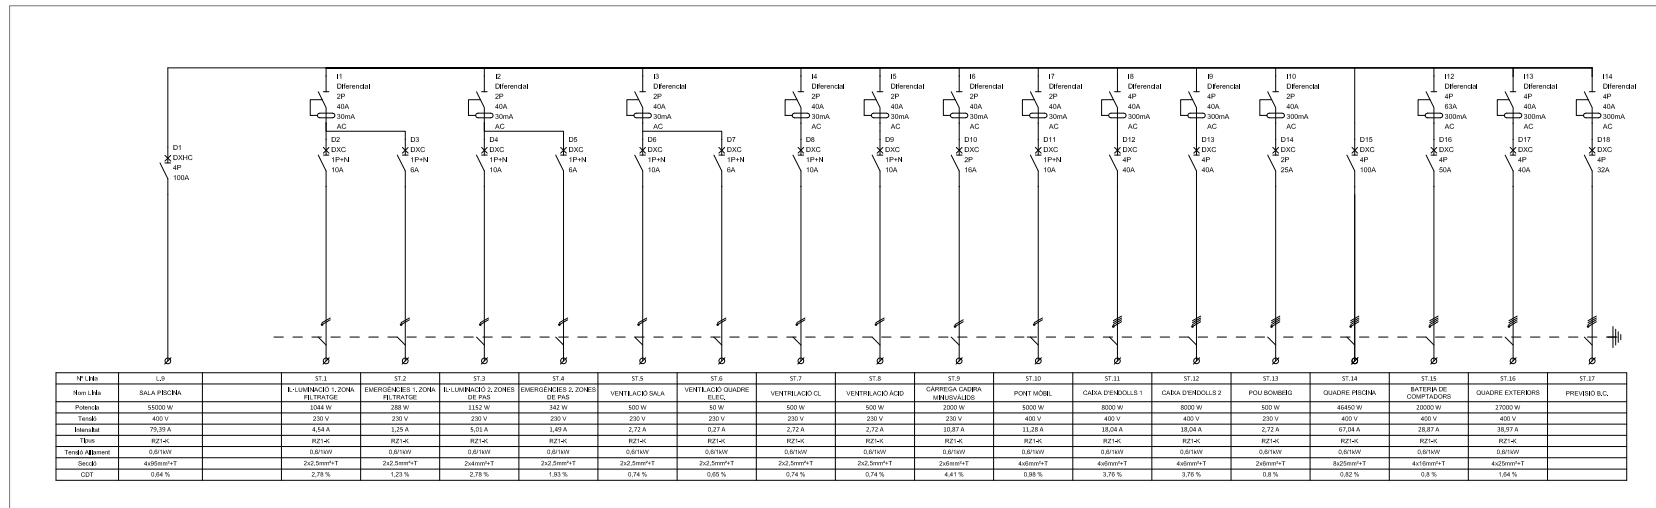 I1
Diferencial
2P
40A
30mA
AC
I2
Diferencial
2P
40A
30mA
AC
I3
Diferencial
2P
40A
30mA
AC
I4
Diferencial
2P
40A
30mA
AC
I5
Diferencial
2P
40A
30mA
AC
I6
Diferencial
2P
40A
30mA
AC
I7
Diferencial
2P
40A
30mA
AC
I8
Diferencial
4P
40A
300mA
AC
I9
Diferencial
4P
40A
300mA
AC
I10
Diferencial
2P
40A
300mA
AC
I12
Diferencial
4P
63A
300mA
AC
I13
Diferencial
4P
40A
300mA
AC
I14
Diferencial
4P
40A
300mA
AC
D1
DXHC
4P
100A
D2
DXC
1P+N
10A
D3
DXC
1P+N
6A
D4
DXC
1P+N
10A
D5
DXC
1P+N
6A
D6
DXC
1P+N
10A
D7
DXC
1P+N
6A
D8
DXC
1P+N
10A
D9
DXC
1P+N
10A
D10
DXC
2P
16A
D11
DXC
1P+N
10A
D12
DXC
4P
40A
D13
DXC
4P
40A
D14
DXC
2P
25A
D15
DXC
4P
100A
D16
DXC
4P
50A
D17
DXC
4P
40A
D18
DXC
4P
32A
Nº Línia L.9 ST.1 ST.2 ST.3 ST.4 ST.5 ST.6 ST.7 ST.8 ST.9 ST.10 ST.11 ST.12 ST.13 ST.14 ST.15 ST.16 ST.17
Nom Línia SALA PISCINA IL·LUMINACIÓ 1, ZONA FILTRATGE EMERGÈNCIES 1, ZONA FILTRATGE IL·LUMINACIÓ 2, ZONES DE PAS EMERGÈNCIES 2, ZONES DE PAS VENTILACIÓ SALA VENTILACIÓ QUADRE ELEC. VENTRILACIÓ CL VENTRILACIÓ ÀCID CÀRREGA CADIRA MINUSVÀLIDS PONT MÒBIL CAÍXA D'ENDOLLS 1 CAÍXA D'ENDOLLS 2 POU BOMBEIG QUADRE PISCINA BATERIA DE COMPTADORS QUADRE EXTERIORS PREVISIÓ B.C.
Potencia 55000 W 1044 W 288 W 1152 W 342 W 500 W 50 W 500 W 500 W 2000 W 5000 W 8000 W 8000 W 500 W 46450 W 20000 W 27000 W
Tensió 400 V 230 V 230 V 230 V 230 V 230 V 230 V 230 V 230 V 230 V 400 V 400 V 400 V 230 V 400 V 400 V 400 V
Intensitat 79,39 A 4,54 A 1,25 A 5,01 A 1,49 A 2,72 A 0,27 A 2,72 A 2,72 A 10,87 A 11,28 A 18,04 A 18,04 A 2,72 A 67,04 A 28,87 A 38,97 A
Tipus RZ1-K RZ1-K RZ1-K RZ1-K RZ1-K RZ1-K RZ1-K RZ1-K RZ1-K RZ1-K RZ1-K RZ1-K RZ1-K RZ1-K RZ1-K RZ1-K RZ1-K
Tensió Aïllament 0,6/1kW 0,6/1kW 0,6/1kW 0,6/1kW 0,6/1kW 0,6/1kW 0,6/1kW 0,6/1kW 0,6/1kW 0,6/1kW 0,6/1kW 0,6/1kW 0,6/1kW 0,6/1kW 0,6/1kW 0,6/1kW 0,6/1kW
Secció 4x95mm²+T 2x2,5mm²+T 2x2,5mm²+T 2x4mm²+T 2x2,5mm²+T 2x2,5mm²+T 2x2,5mm²+T 2x2,5mm²+T 2x2,5mm²+T 2x6mm²+T 4x6mm²+T 4x6mm²+T 4x6mm²+T 2x6mm²+T 8x25mm²+T 4x16mm²+T 4x25mm²+T
CDT 0,64 % 2,78 % 1,23 % 2,78 % 1,93 % 0,74 % 0,65 % 0,74 % 0,74 % 4,41 % 0,98 % 3,76 % 3,76 % 0,8 % 0,82 % 0,8 % 1,64 %